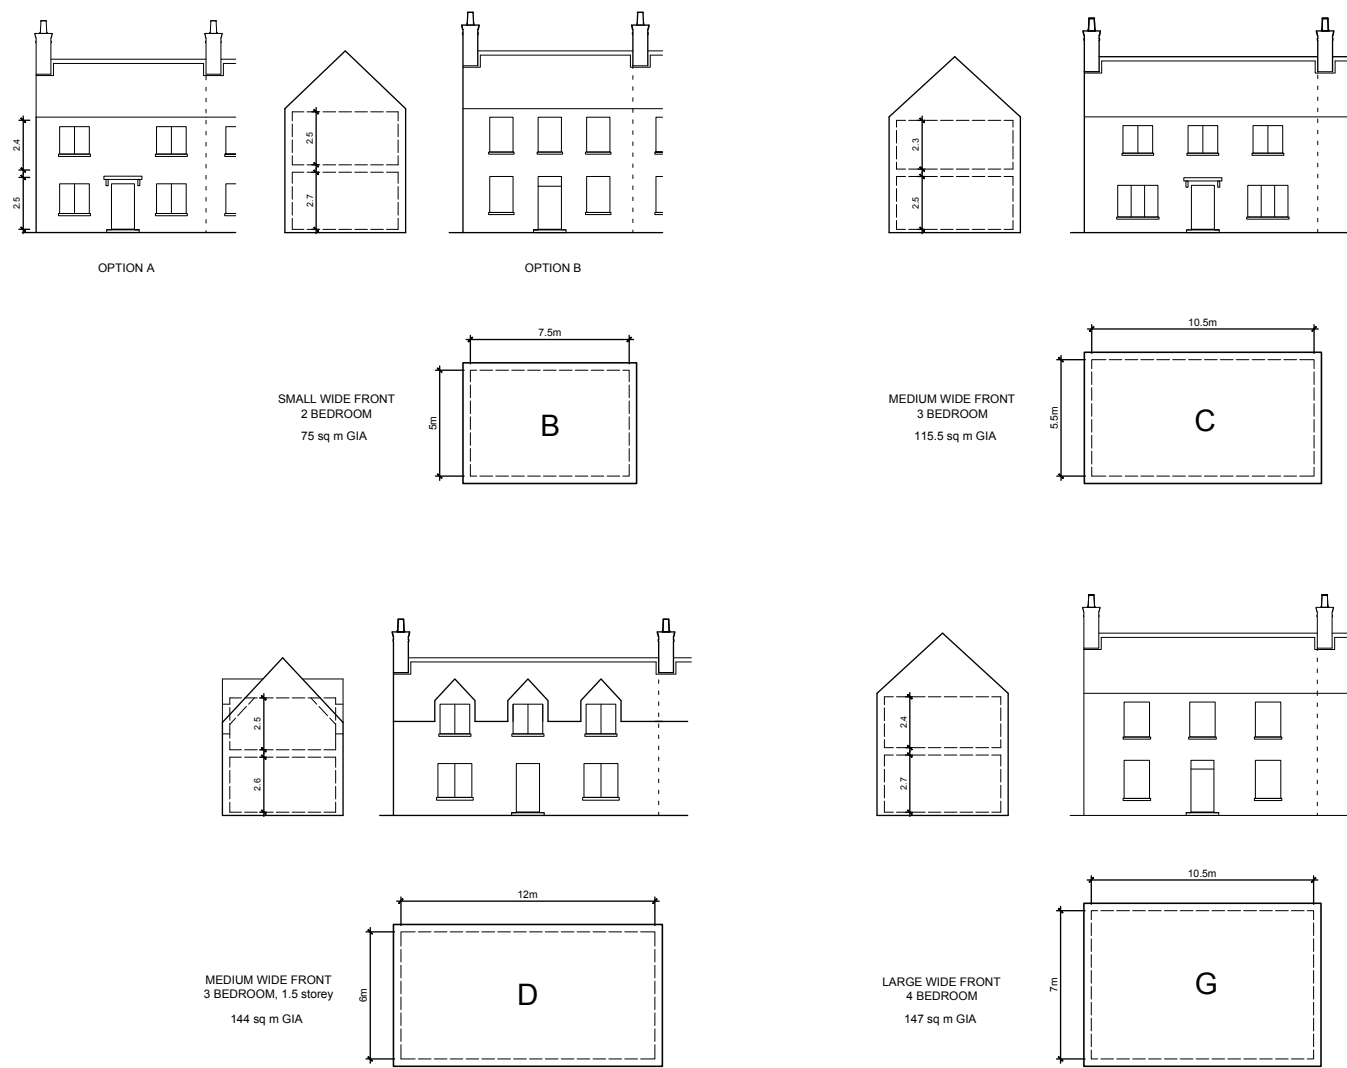 2.4
2.5
2.5
2.7
OPTION A
OPTION B
2.3
2.5
7.5m
5m
SMALL WIDE FRONT
2 BEDROOM
75 sq m GIA
B
10.5m
5.5m
MEDIUM WIDE FRONT
3 BEDROOM
115.5 sq m GIA
C
2.5
2.6
2.4
2.7
12m
6m
MEDIUM WIDE FRONT
3 BEDROOM, 1.5 storey
144 sq m GIA
D
10.5m
7m
LARGE WIDE FRONT
4 BEDROOM
147 sq m GIA
G